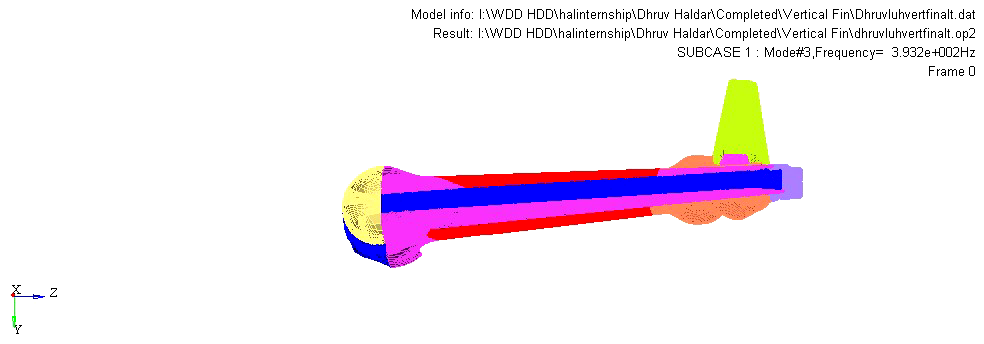 Model info: I:\WDD HDD\halinternship\Dhruv Haldar\Completed\Vertical Fin\Dhruvluhvertfinalt.dat
Result: I:\WDD HDD\halinternship\Dhruv Haldar\Completed\Vertical Fin\dhruvluhvertfinalt.op2
SUBCASE 1 : Mode#3,Frequency= 3.932e+002Hz
Frame 0
X
Z
Y